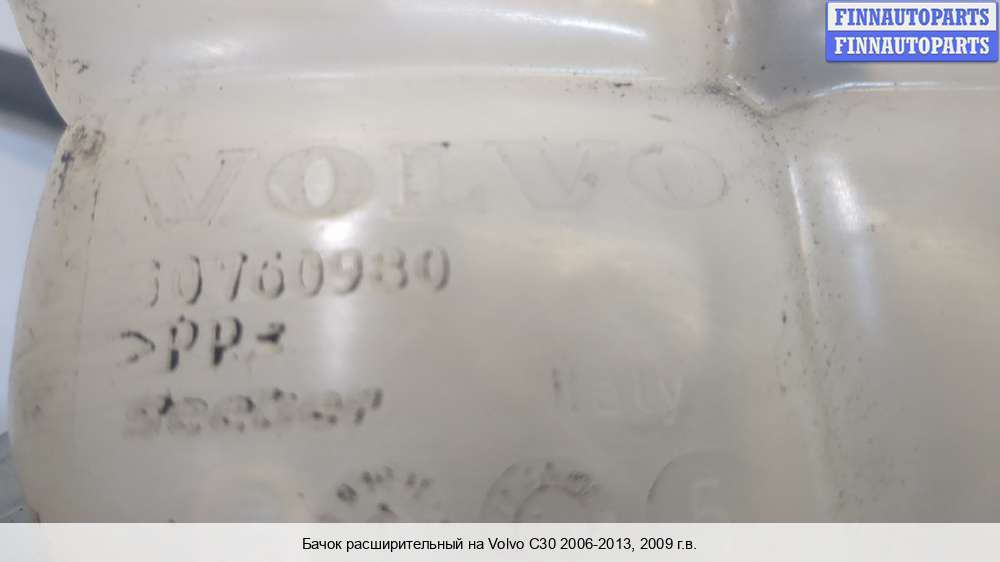 FINNAUTOPARTS
FINNAUTOPARTS
VOLVO
30760980
>PP<
Italy
Бачок расширительный на Volvo C30 2006-2013, 2009 г.в.